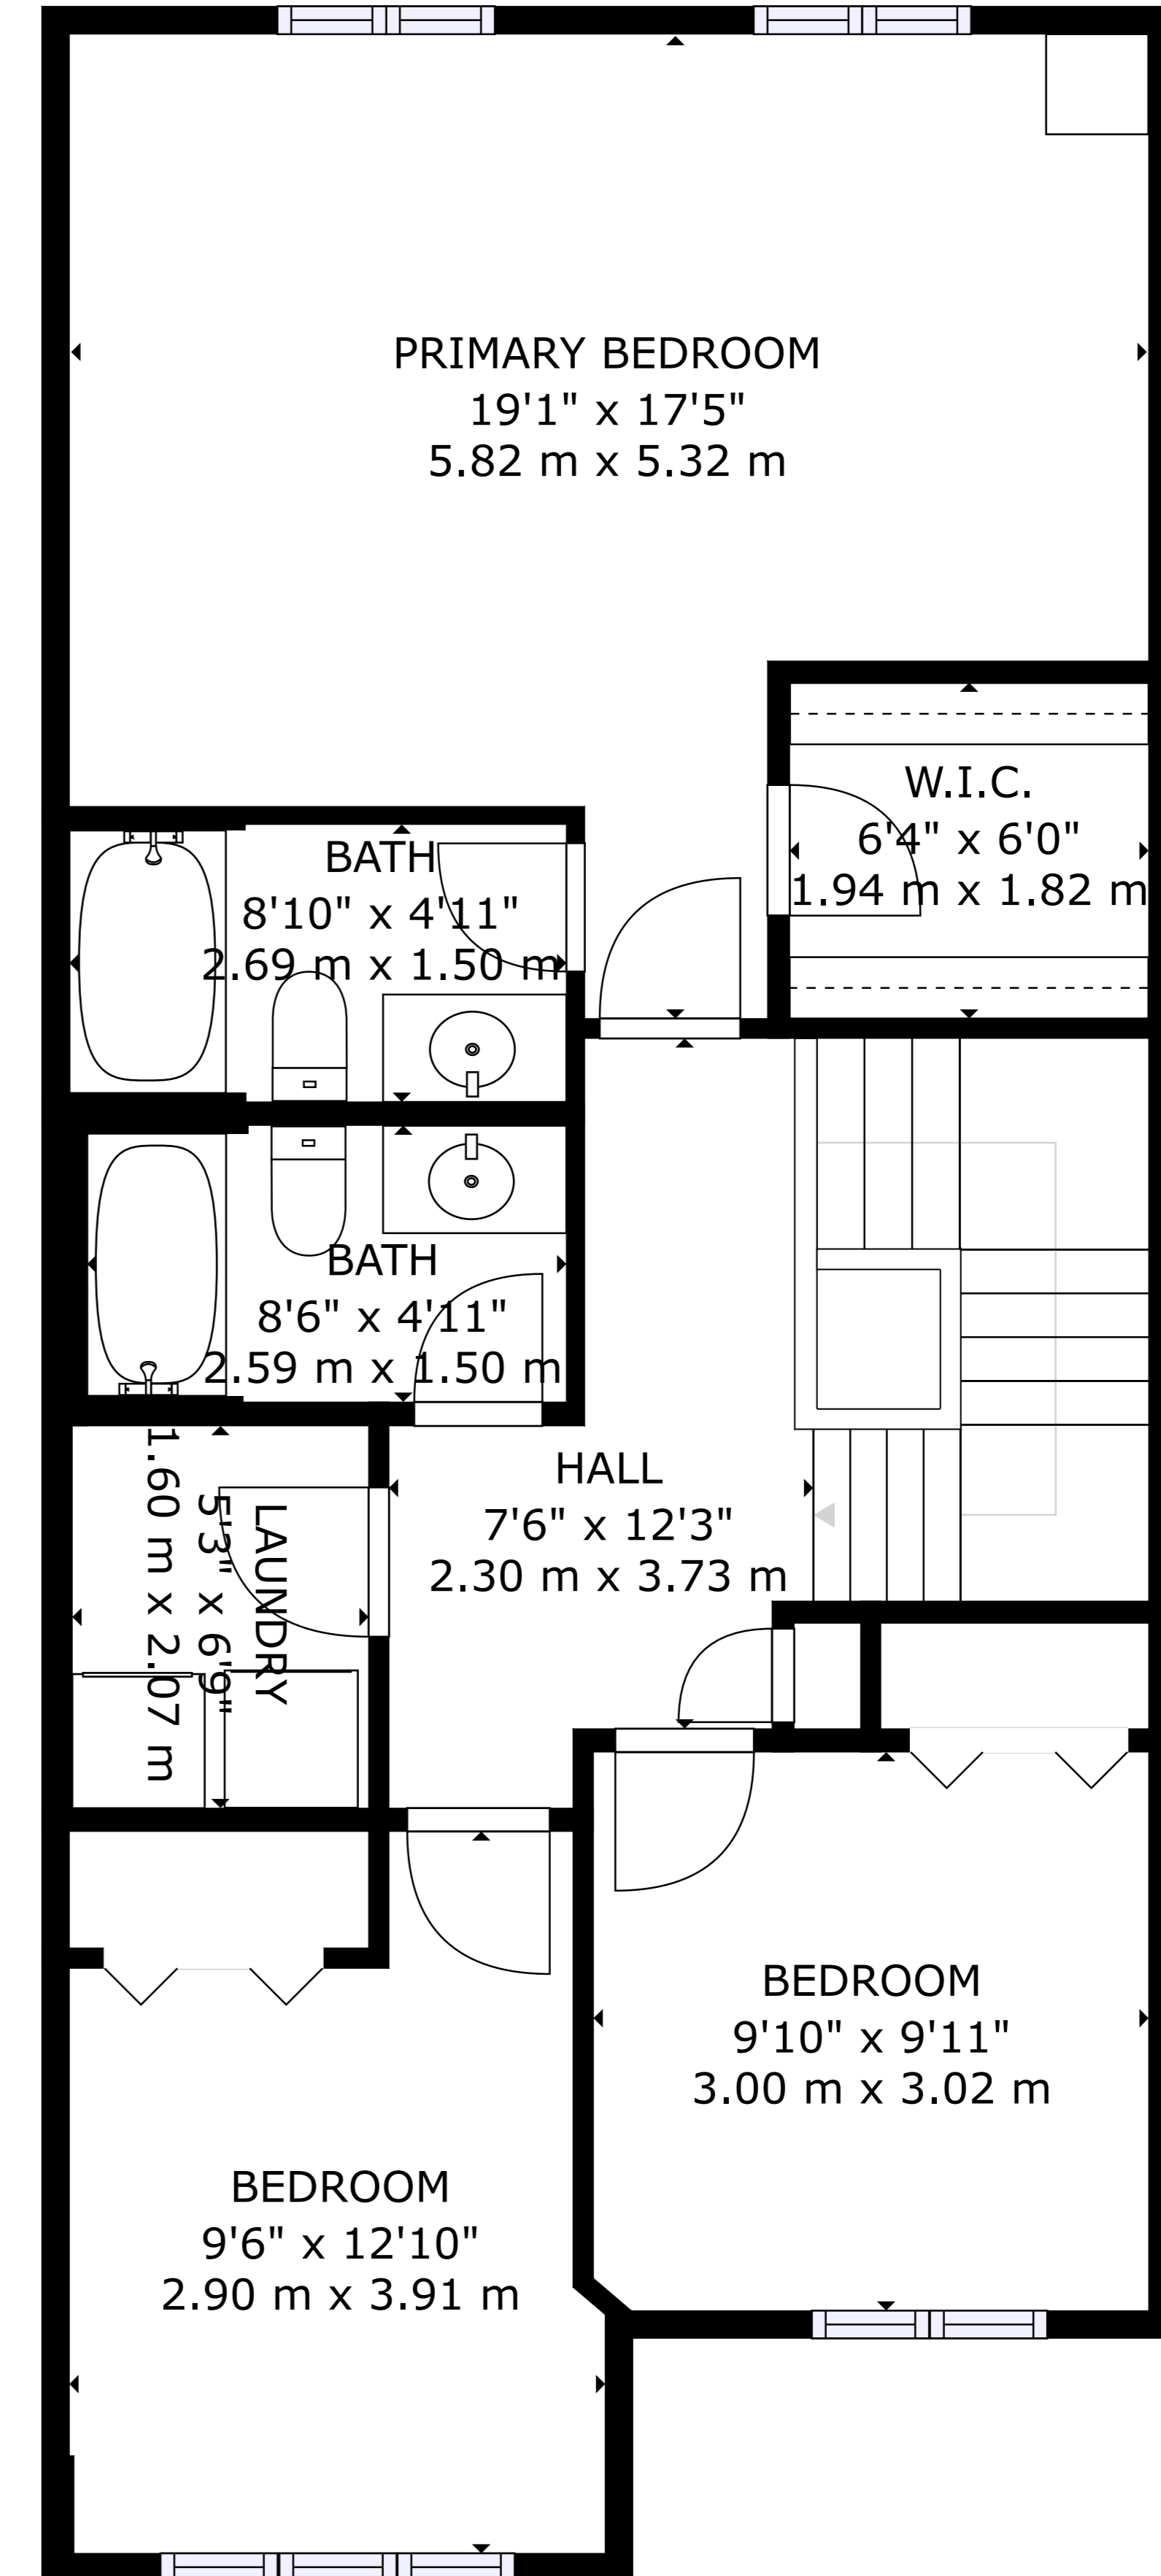 PRIMARY BEDROOM
19'1" x 17'5"
5.82 m x 5.32 m
W.I.C.
6'4" x 6'0"
1.94 m x 1.82 m
BATH
8'10" x 4'11"
2.69 m x 1.50 m
BATH
8'6" x 4'11"
2.59 m x 1.50 m
HALL
7'6" x 12'3"
2.30 m x 3.73 m
LAUNDRY
5'3" x 6'9"
1.60 m x 2.07 m
BEDROOM
9'10" x 9'11"
3.00 m x 3.02 m
BEDROOM
9'6" x 12'10"
2.90 m x 3.91 m